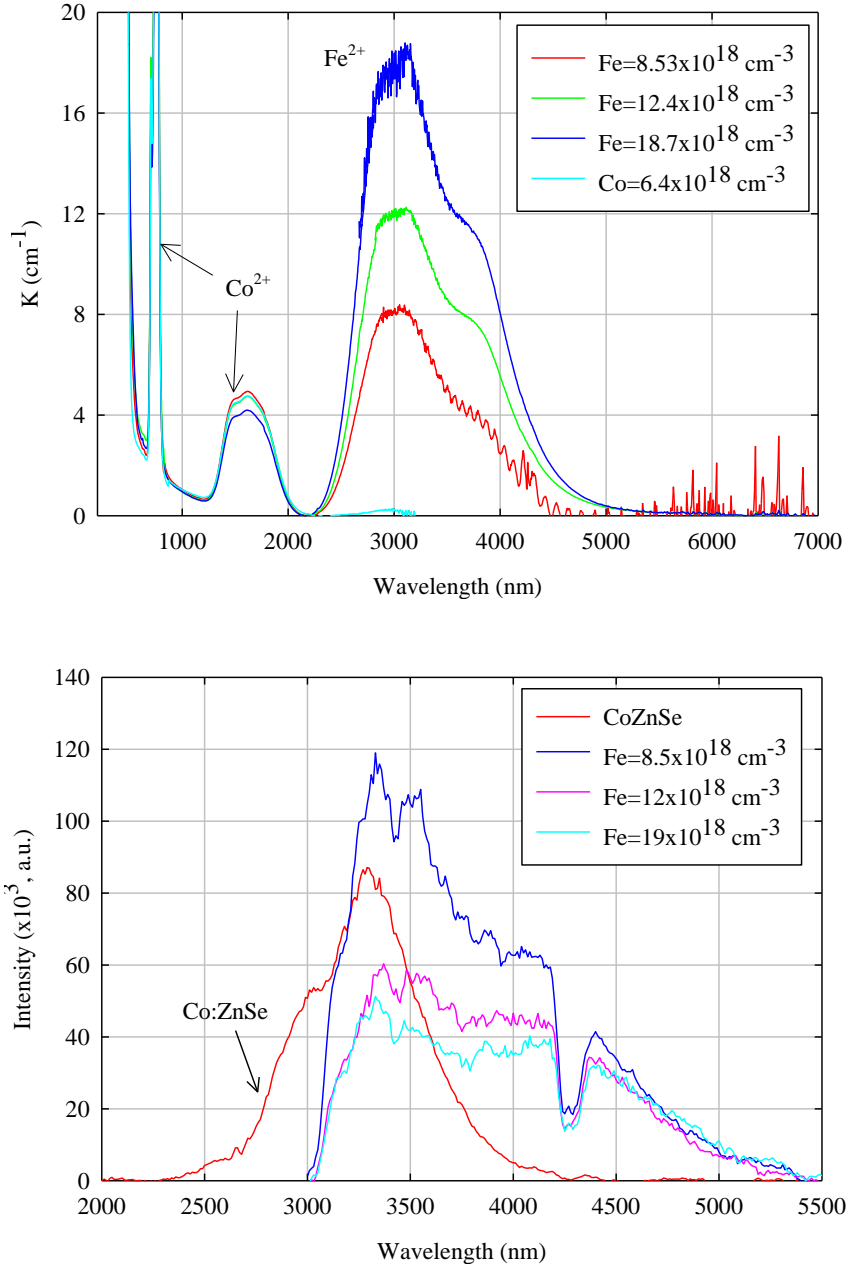 20
16
12
8
4
0
K (cm⁻¹)
Fe²⁺
Co²⁺
Fe=8.53x10¹⁸ cm⁻³
Fe=12.4x10¹⁸ cm⁻³
Fe=18.7x10¹⁸ cm⁻³
Co=6.4x10¹⁸ cm⁻³
1000 2000 3000 4000 5000 6000 7000
Wavelength (nm)
140
120
100
80
60
40
20
0
Intensity (x10³, a.u.)
Co:ZnSe
CoZnSe
Fe=8.5x10¹⁸ cm⁻³
Fe=12x10¹⁸ cm⁻³
Fe=19x10¹⁸ cm⁻³
2000 2500 3000 3500 4000 4500 5000 5500
Wavelength (nm)